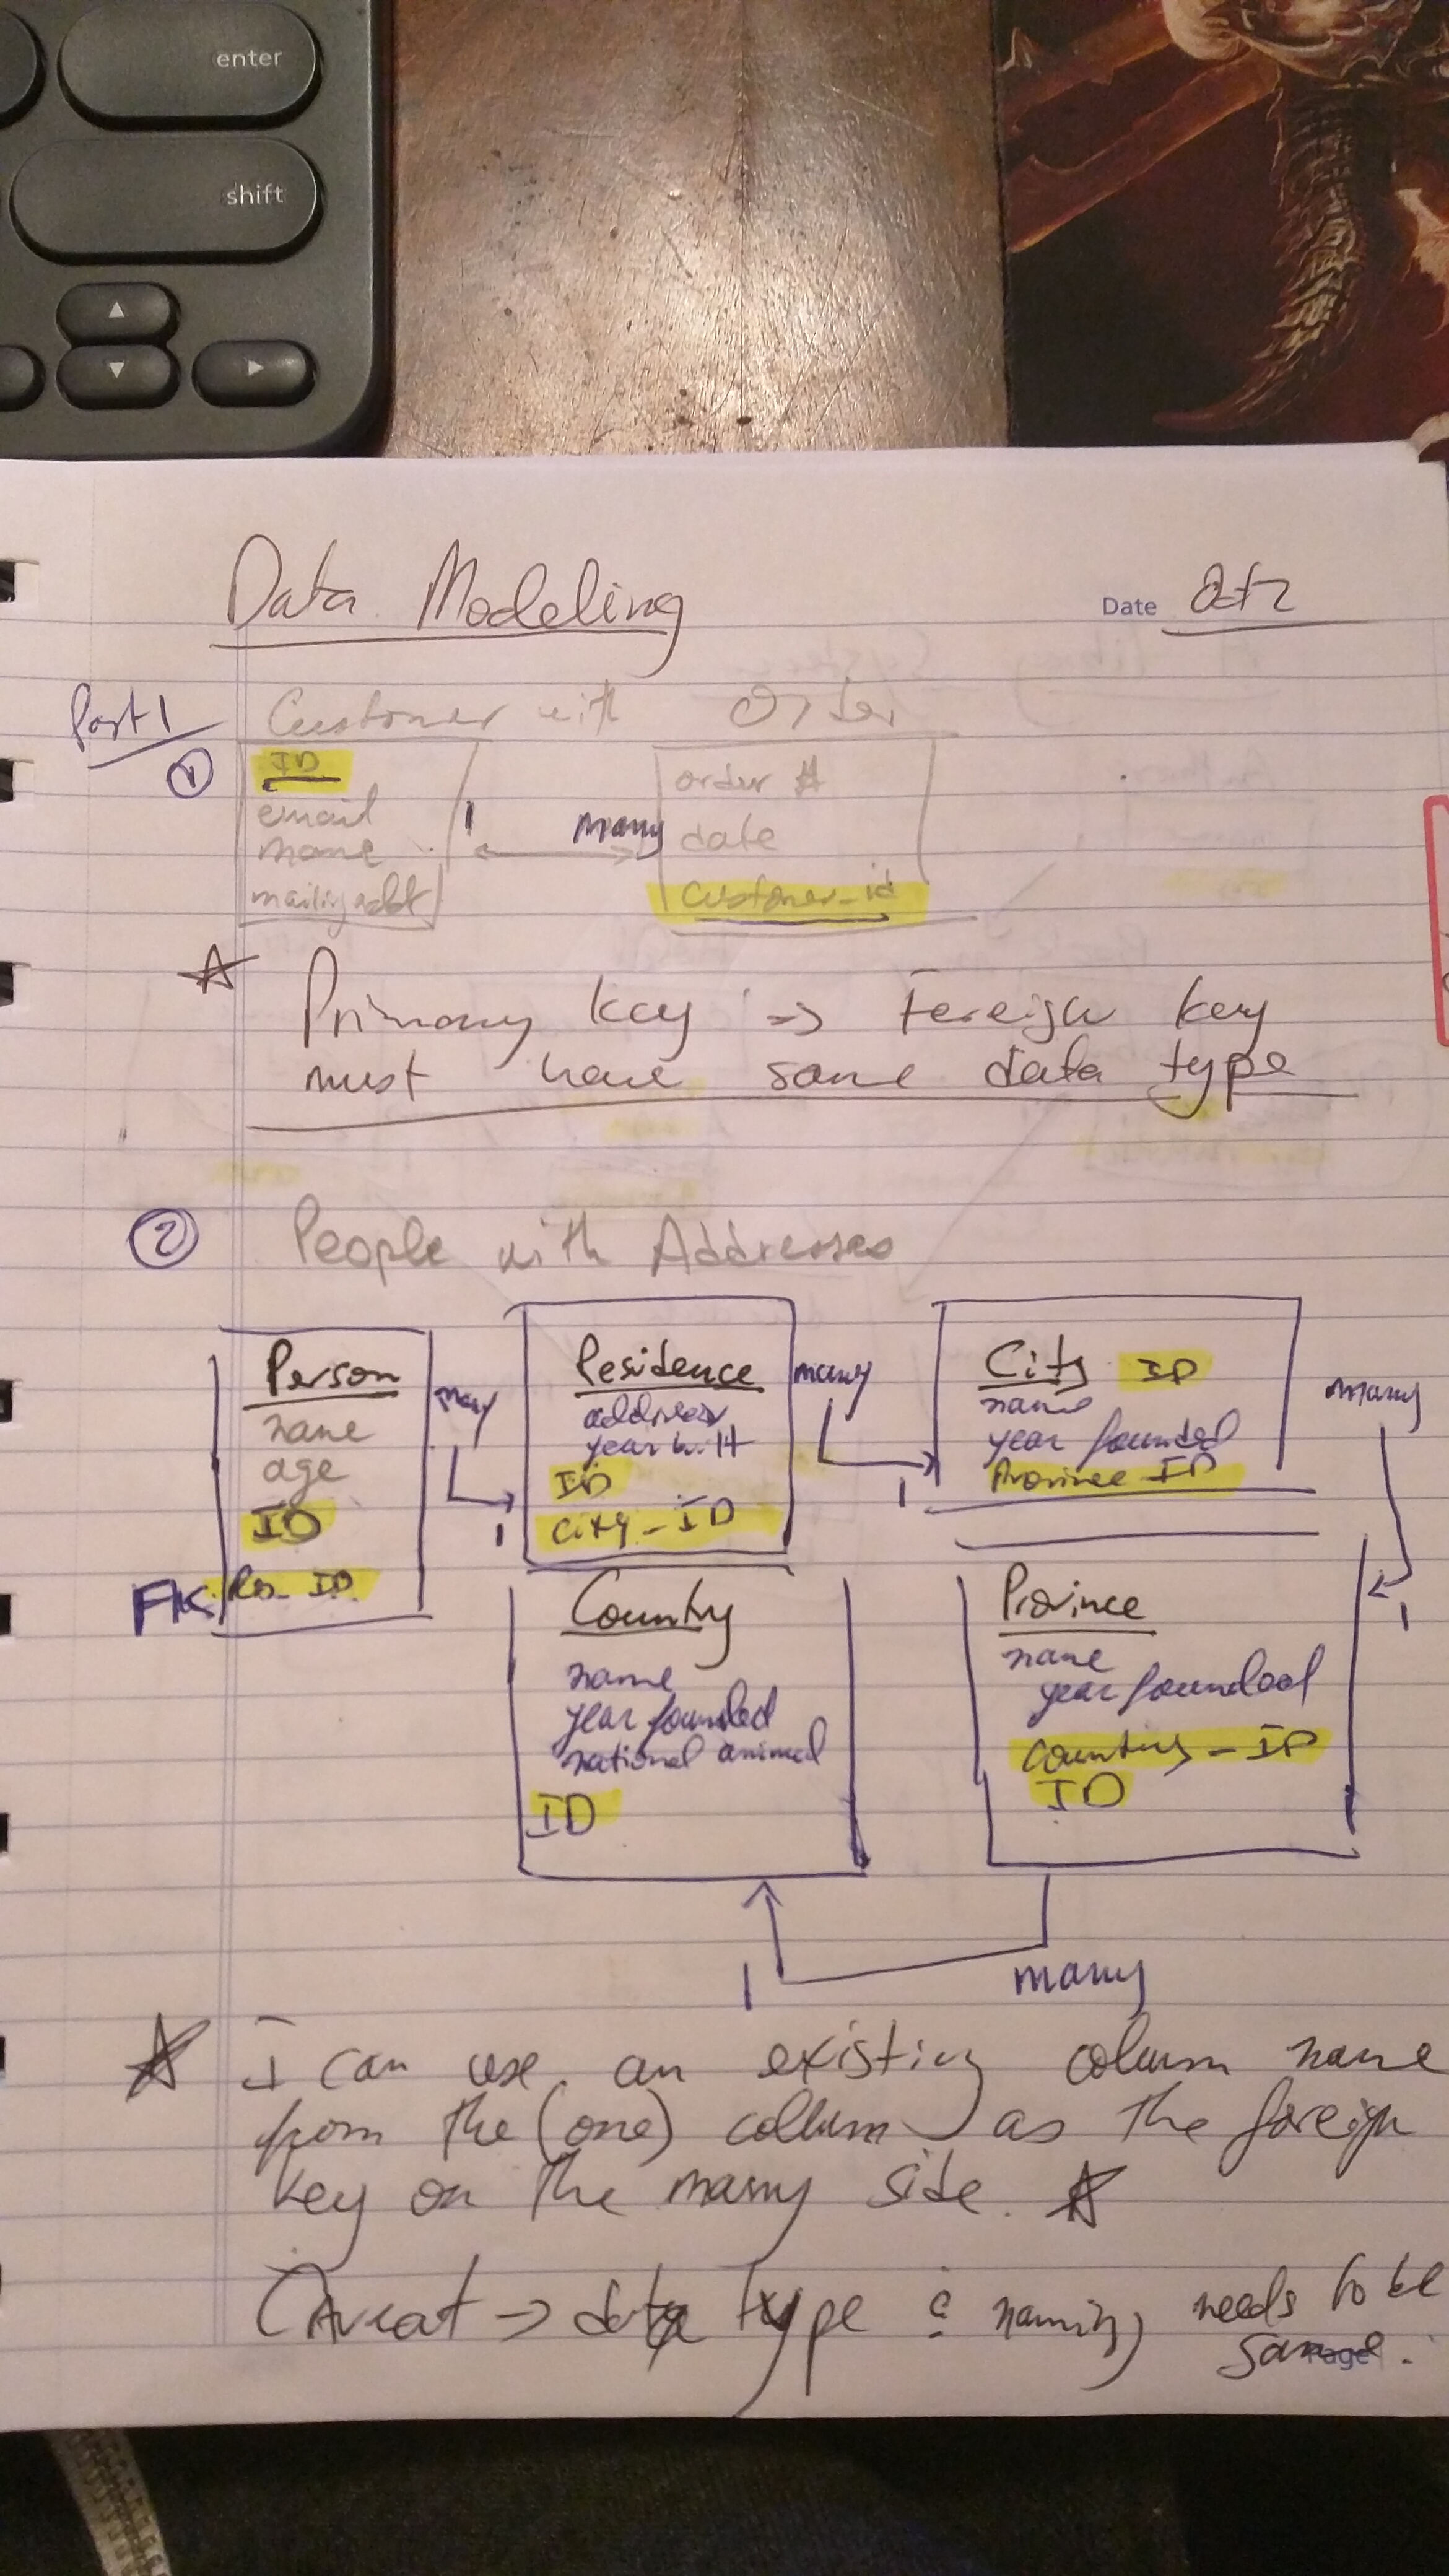 enter
shift
Data Modeling
Date Oct 2
Part 1
Customer with Order
①
ID
email
name
1
many
order #
date
customer_id
☆ Primary key => Foreign key
must have same data type
② People with Addresses
Person
name
age
ID
FK Res_ID
many
1
Residence
address
year built
ID
City_ID
many
1
City ID
name
year founded
Province ID
many
1
Country
name
year founded
national animal
ID
Province
name
year founded
Country_ID
ID
1
many
☆ I can use an existing column name
from the (one) column as the foreign
key on the many side. ☆
Caveat -> data type & naming needs to be
same.
Page